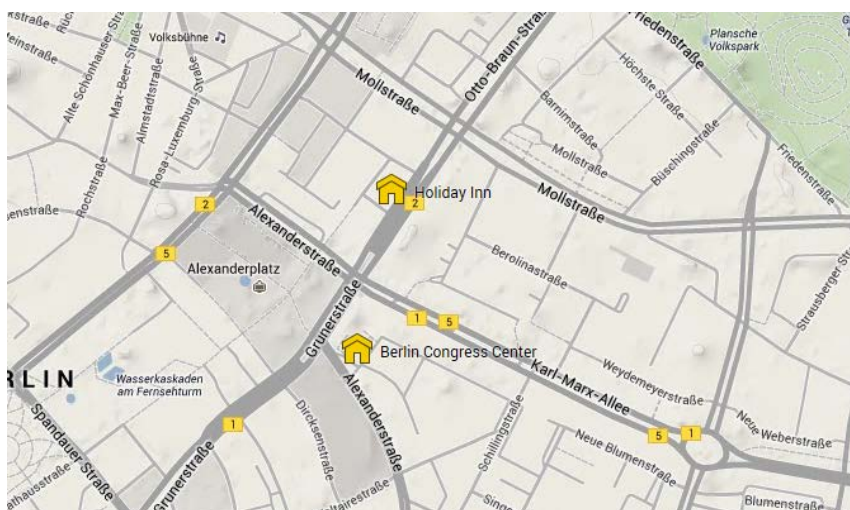 Volksbühne
Friedenstraße
Plansche
Volkspark
Alte Schönhauser Straße
Max-Beer-Straße
Almstadtstraße
Rosa-Luxemburg-Straße
Rochstraße
Mollstraße
Otto-Braun-Straße
Höchste Straße
Barnimstraße
Mollstraße
Büschingstraße
Friedenstraße
Holiday Inn
2
2
Mollstraße
Alexanderstraße
5
Alexanderplatz
Berolinastraße
Strausberger Straße
Grunerstraße
1
5
Berlin Congress Center
Karl-Marx-Allee
Weydemeyerstraße
RLIN
Wasserkaskaden
am Fernsehturm
Alexanderstraße
Spandauer Straße
1
Dircksenstraße
Schillingstraße
5
1
Neue Weberstraße
Neue Blumenstraße
Grunerstraße
Blumenstraße